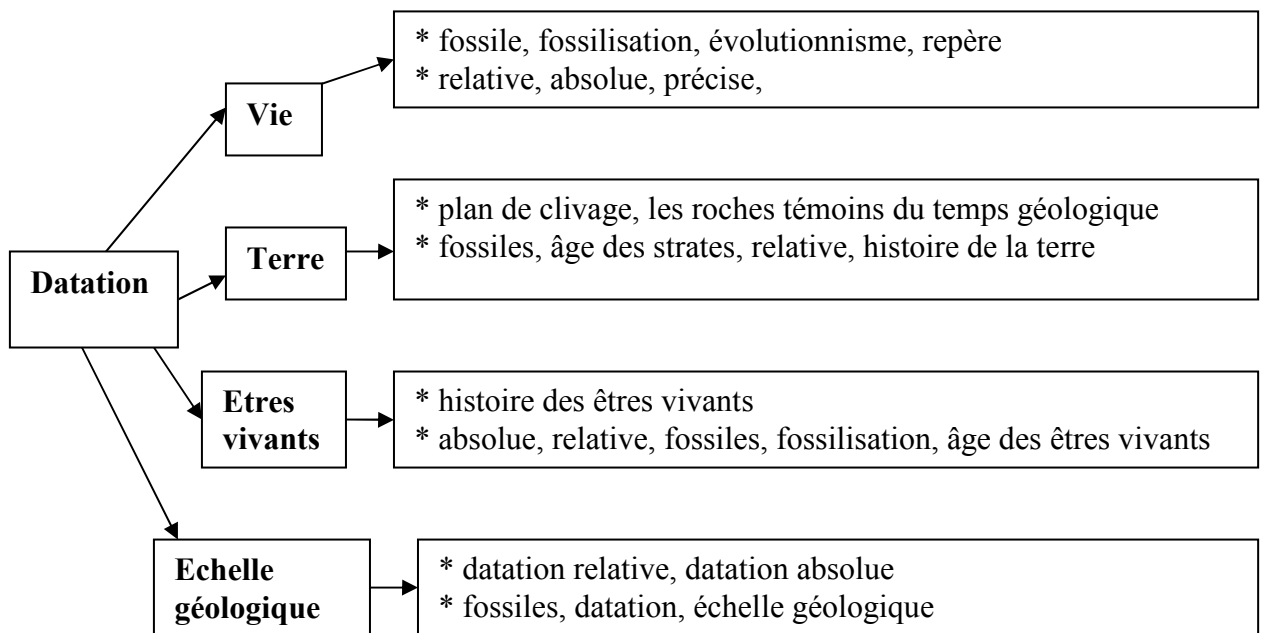 * fossile, fossilisation, évolutionnisme, repère
* relative, absolue, précise,
Vie
* plan de clivage, les roches témoins du temps géologique
* fossiles, âge des strates, relative, histoire de la terre
Terre
Datation
Etres
vivants
* histoire des êtres vivants
* absolue, relative, fossiles, fossilisation, âge des êtres vivants
Echelle
géologique
* datation relative, datation absolue
* fossiles, datation, échelle géologique